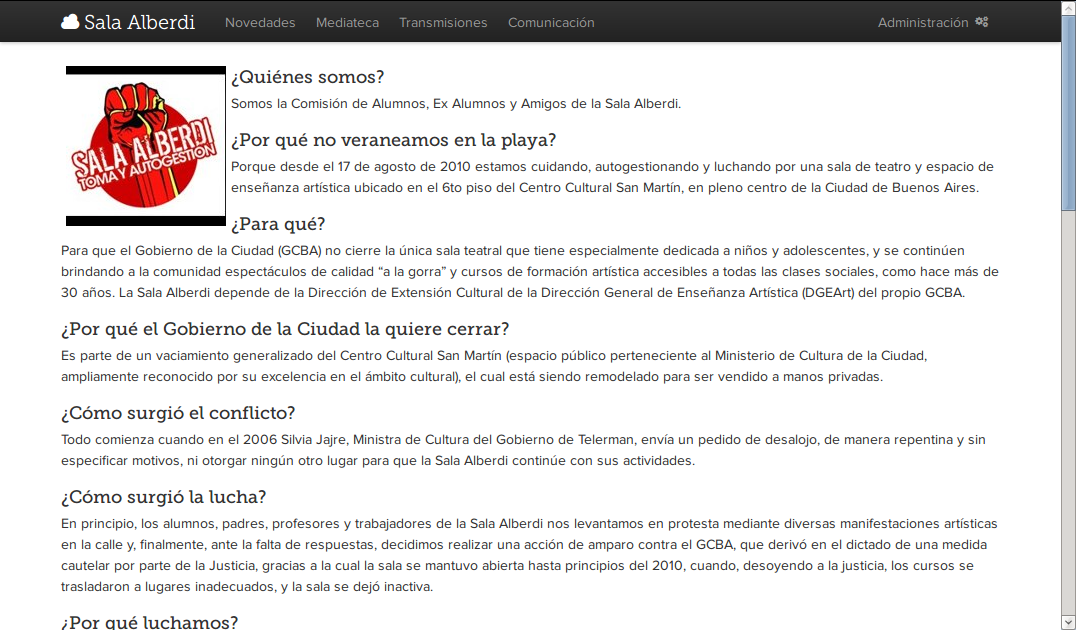 Sala Alberdi Novedades Mediateca Transmisiones Comunicación Administración
SALA ALBERDI
TOMA Y AUTOGESTION
¿Quiénes somos?
Somos la Comisión de Alumnos, Ex Alumnos y Amigos de la Sala Alberdi.
¿Por qué no veraneamos en la playa?
Porque desde el 17 de agosto de 2010 estamos cuidando, autogestionando y luchando por una sala de teatro y espacio de
enseñanza artística ubicado en el 6to piso del Centro Cultural San Martín, en pleno centro de la Ciudad de Buenos Aires.
¿Para qué?
Para que el Gobierno de la Ciudad (GCBA) no cierre la única sala teatral que tiene especialmente dedicada a niños y adolescentes, y se continúen
brindando a la comunidad espectáculos de calidad “a la gorra” y cursos de formación artística accesibles a todas las clases sociales, como hace más de
30 años. La Sala Alberdi depende de la Dirección de Extensión Cultural de la Dirección General de Enseñanza Artística (DGEArt) del propio GCBA.
¿Por qué el Gobierno de la Ciudad la quiere cerrar?
Es parte de un vaciamiento generalizado del Centro Cultural San Martín (espacio público perteneciente al Ministerio de Cultura de la Ciudad,
ampliamente reconocido por su excelencia en el ámbito cultural), el cual está siendo remodelado para ser vendido a manos privadas.
¿Cómo surgió el conflicto?
Todo comienza cuando en el 2006 Silvia Jajre, Ministra de Cultura del Gobierno de Telerman, envía un pedido de desalojo, de manera repentina y sin
especificar motivos, ni otorgar ningún otro lugar para que la Sala Alberdi continúe con sus actividades.
¿Cómo surgió la lucha?
En principio, los alumnos, padres, profesores y trabajadores de la Sala Alberdi nos levantamos en protesta mediante diversas manifestaciones artísticas
en la calle y, finalmente, ante la falta de respuestas, decidimos realizar una acción de amparo contra el GCBA, que derivó en el dictado de una medida
cautelar por parte de la Justicia, gracias a la cual la sala se mantuvo abierta hasta principios del 2010, cuando, desoyendo a la justicia, los cursos se
trasladaron a lugares inadecuados, y la sala se dejó inactiva.
¿Por qué luchamos?